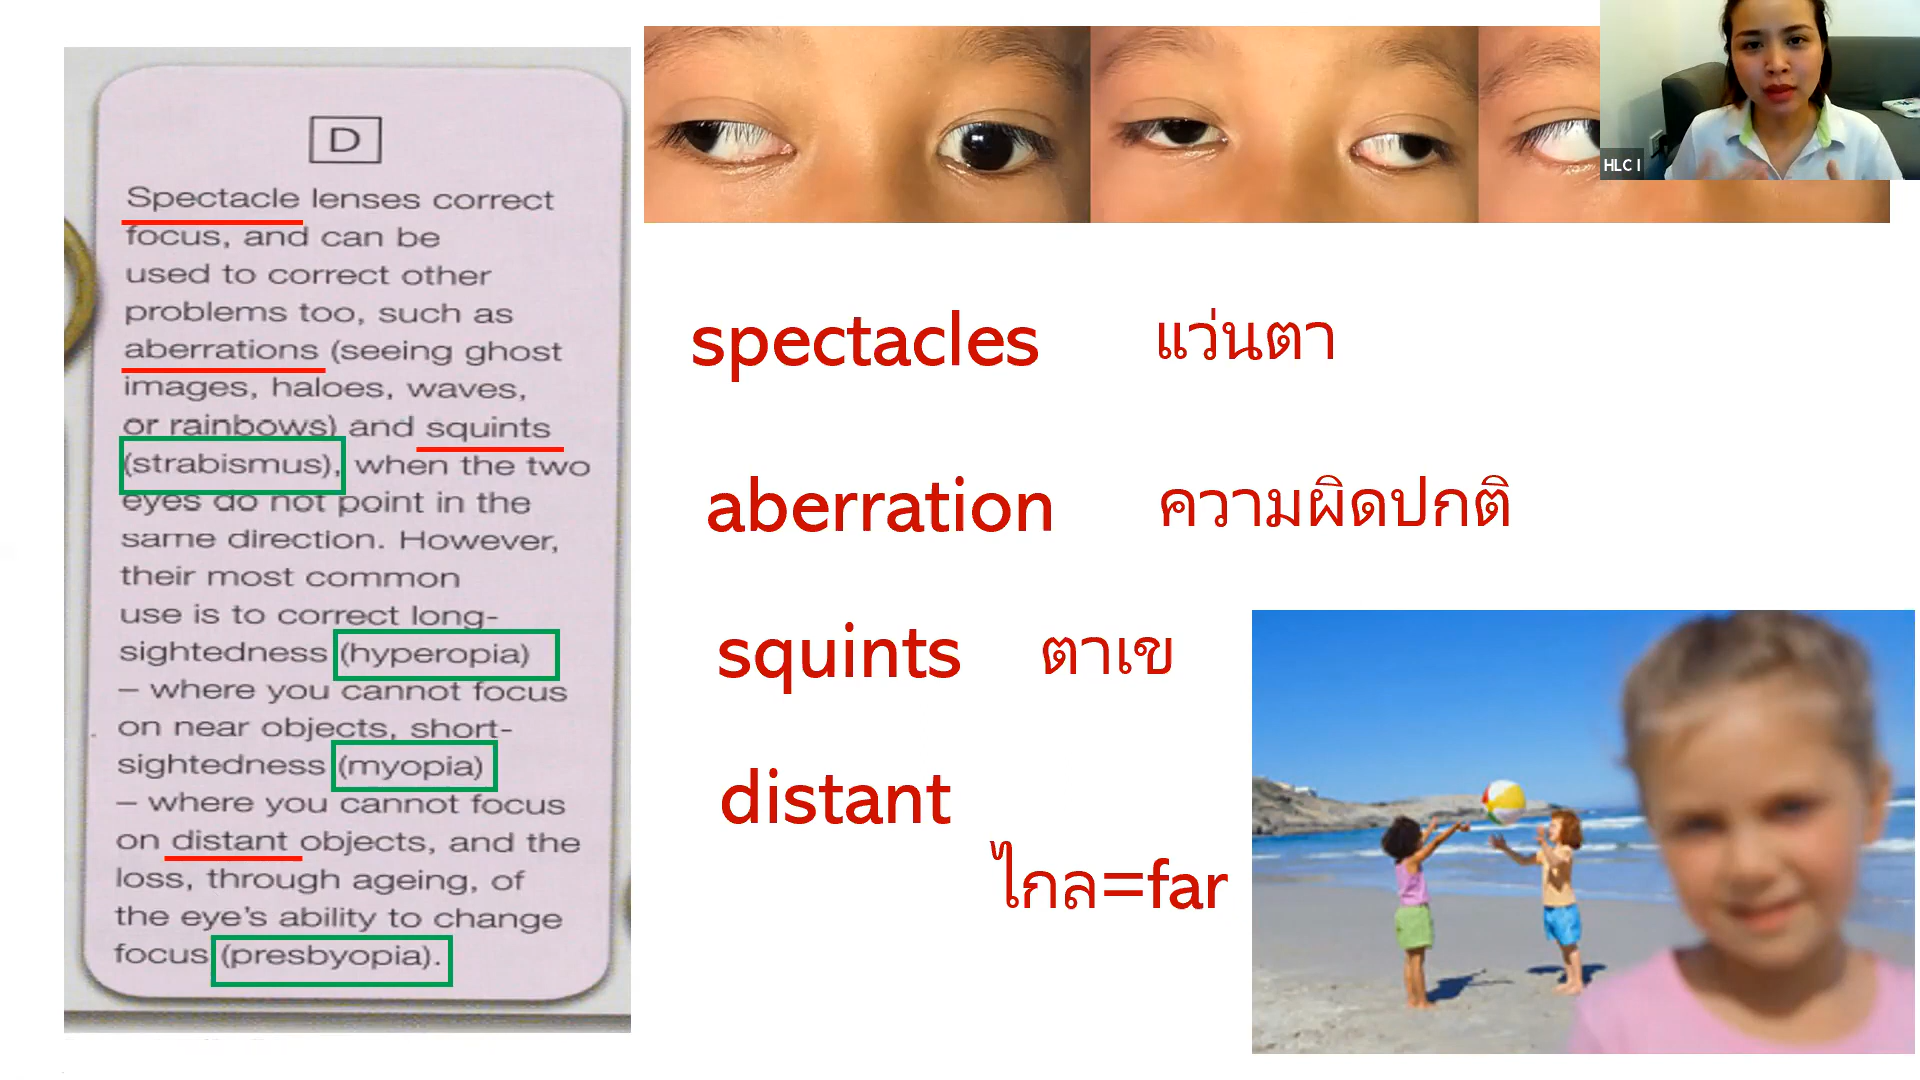 D
Spectacle lenses correct
focus, and can be
used to correct other
problems too, such as
aberrations (seeing ghost
images, haloes, waves,
or rainbows) and squints
(strabismus), when the two
eyes do not point in the
same direction. However,
their most common
use is to correct long-
sightedness (hyperopia)
– where you cannot focus
on near objects, short-
sightedness (myopia)
– where you cannot focus
on distant objects, and the
loss, through ageing, of
the eye's ability to change
focus (presbyopia).
HLC I
spectacles แว่นตา
aberration ความผิดปกติ
squints ตาเข
distant
ไกล=far